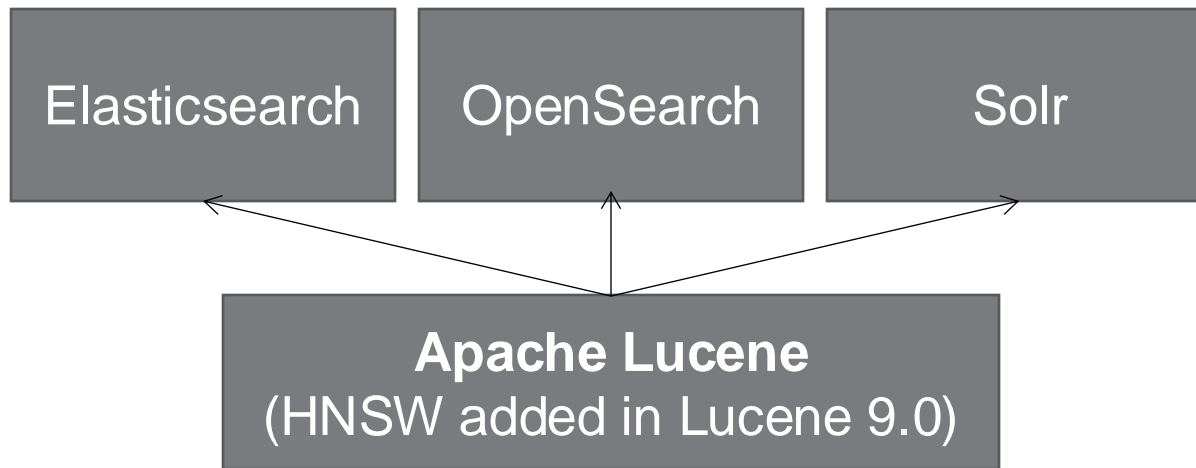 Elasticsearch
OpenSearch
Solr
Apache Lucene
(HNSW added in Lucene 9.0)